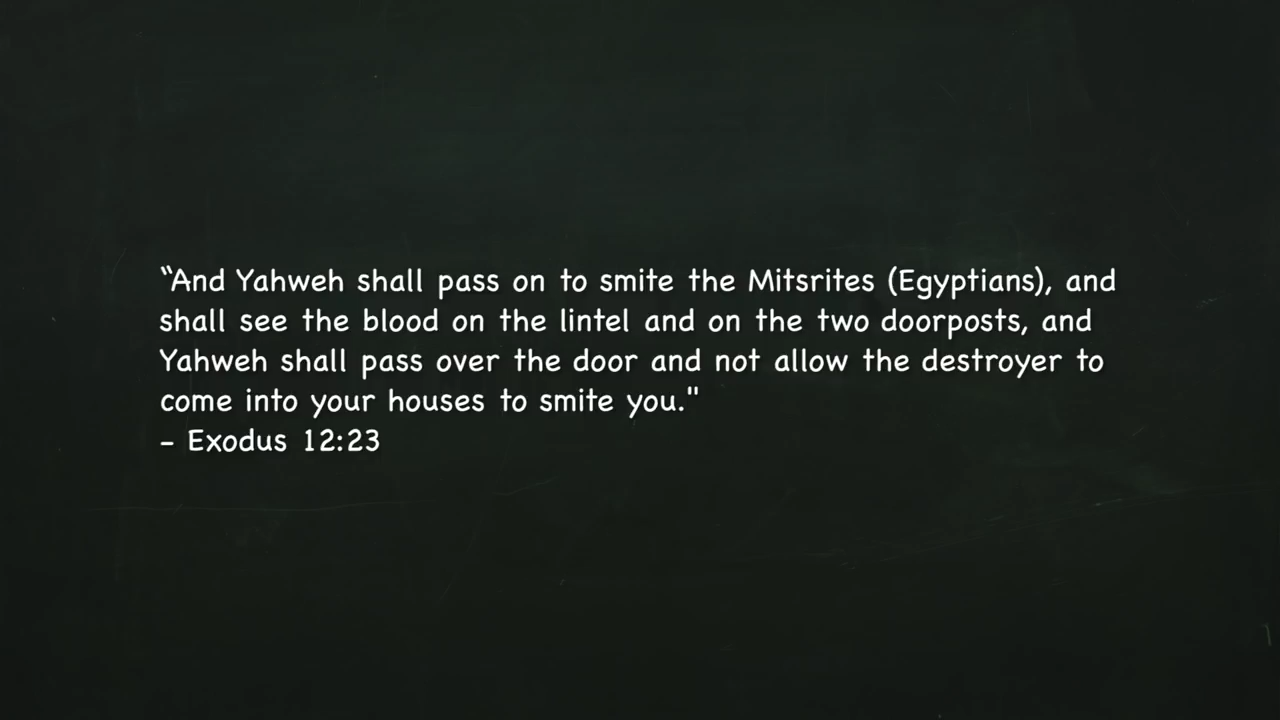 “And Yahweh shall pass on to smite the Mitsrites (Egyptians), and
shall see the blood on the lintel and on the two doorposts, and
Yahweh shall pass over the door and not allow the destroyer to
come into your houses to smite you."
– Exodus 12:23